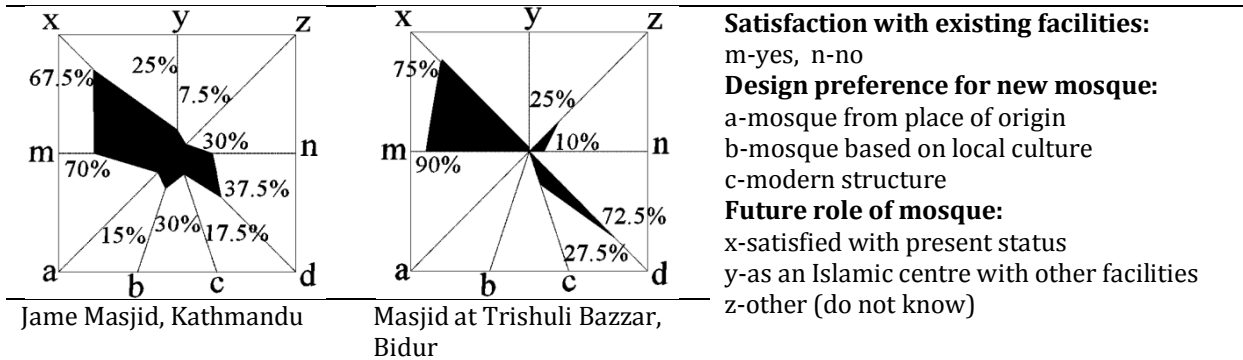 x y z
67.5% 25% 7.5%
m 70% 30% n
37.5%
15% 30% 17.5%
a b c d
Jame Masjid, Kathmandu
x y z
75% 25%
m 90% 10% n
72.5%
27.5%
a b c d
Masjid at Trishuli Bazzar,
Bidur
Satisfaction with existing facilities:
m-yes, n-no
Design preference for new mosque:
a-mosque from place of origin
b-mosque based on local culture
c-modern structure
Future role of mosque:
x-satisfied with present status
y-as an Islamic centre with other facilities
z-other (do not know)